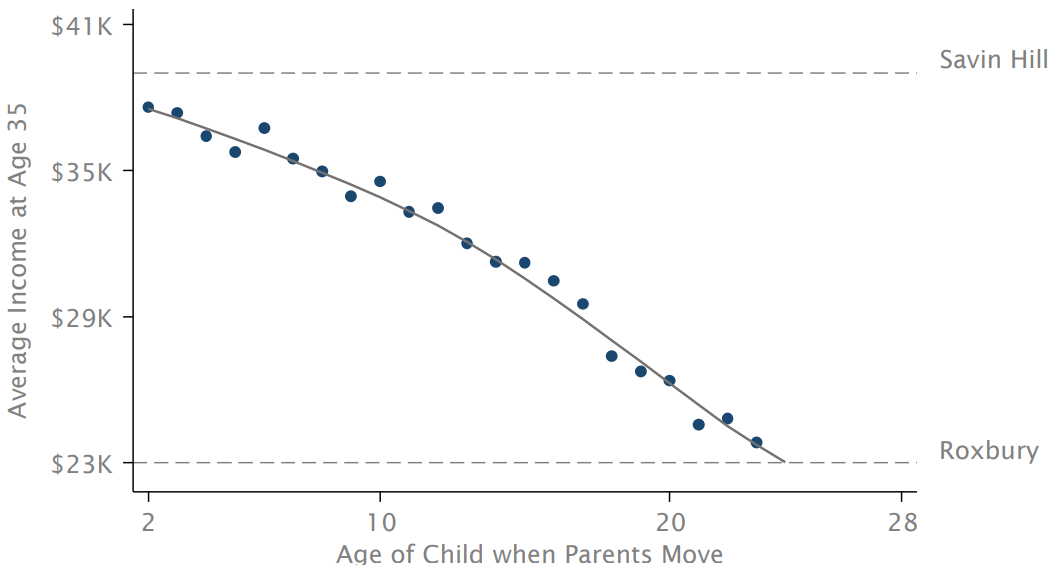 $41K
Savin Hill
$35K
$29K
$23K
Roxbury
Average Income at Age 35
2
10
20
28
Age of Child when Parents Move